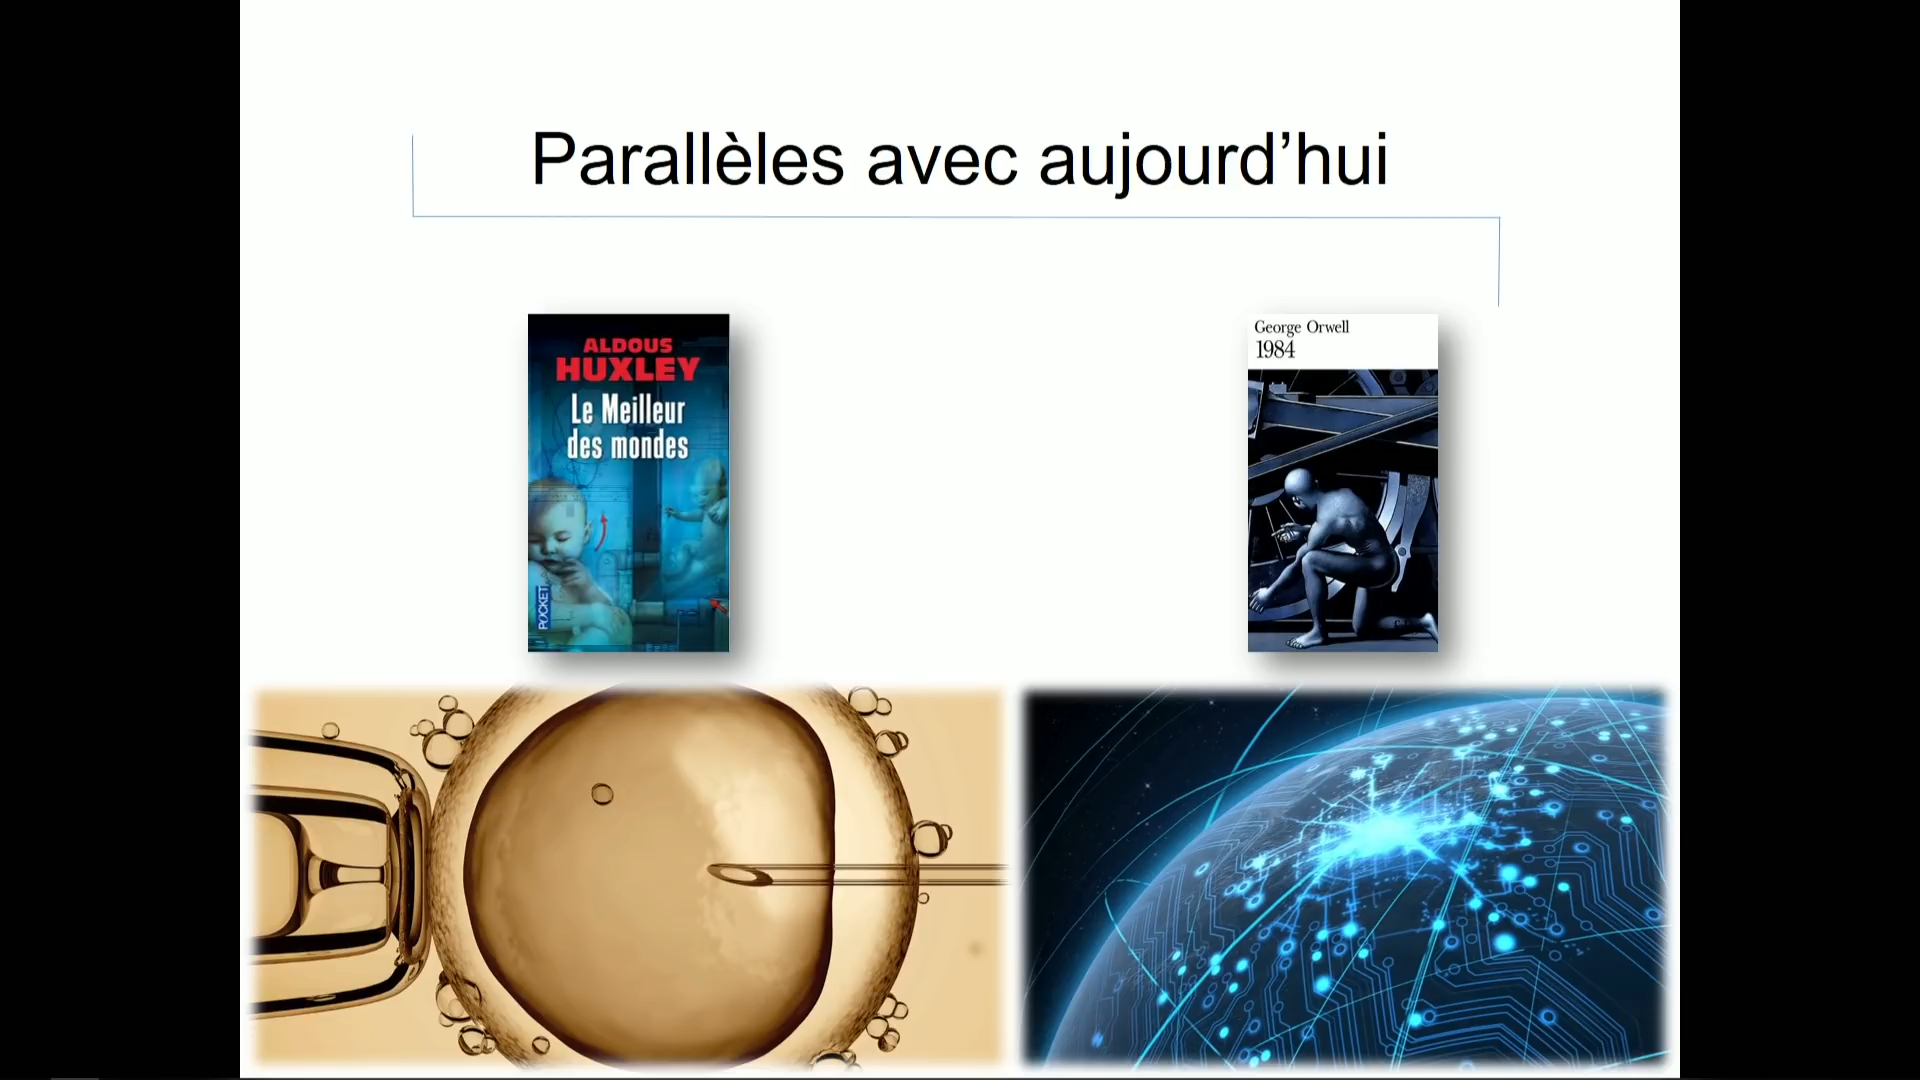 Parallèles avec aujourd’hui
ALDOUS
HUXLEY
Le Meilleur
des mondes
POCKET
George Orwell
1984